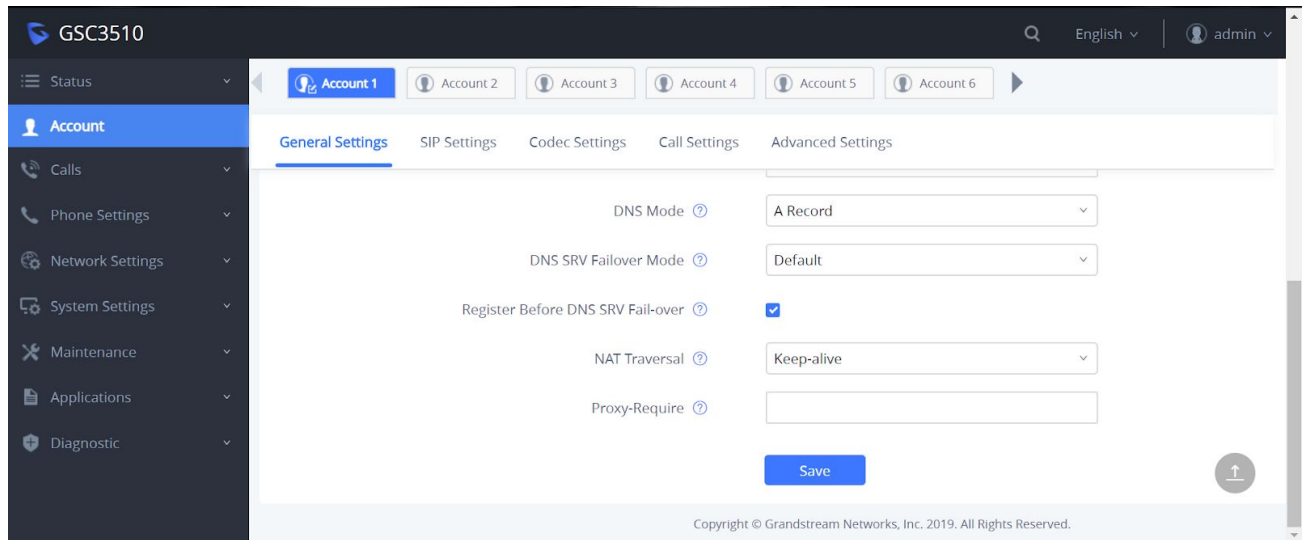 GSC3510
English
admin
Status
Account
Calls
Phone Settings
Network Settings
System Settings
Maintenance
Applications
Diagnostic
Account 1
Account 2
Account 3
Account 4
Account 5
Account 6
General Settings
SIP Settings
Codec Settings
Call Settings
Advanced Settings
DNS Mode ? A Record
DNS SRV Failover Mode ? Default
Register Before DNS SRV Fail-over ?
NAT Traversal ? Keep-alive
Proxy-Require ?
Save
Copyright © Grandstream Networks, Inc. 2019. All Rights Reserved.